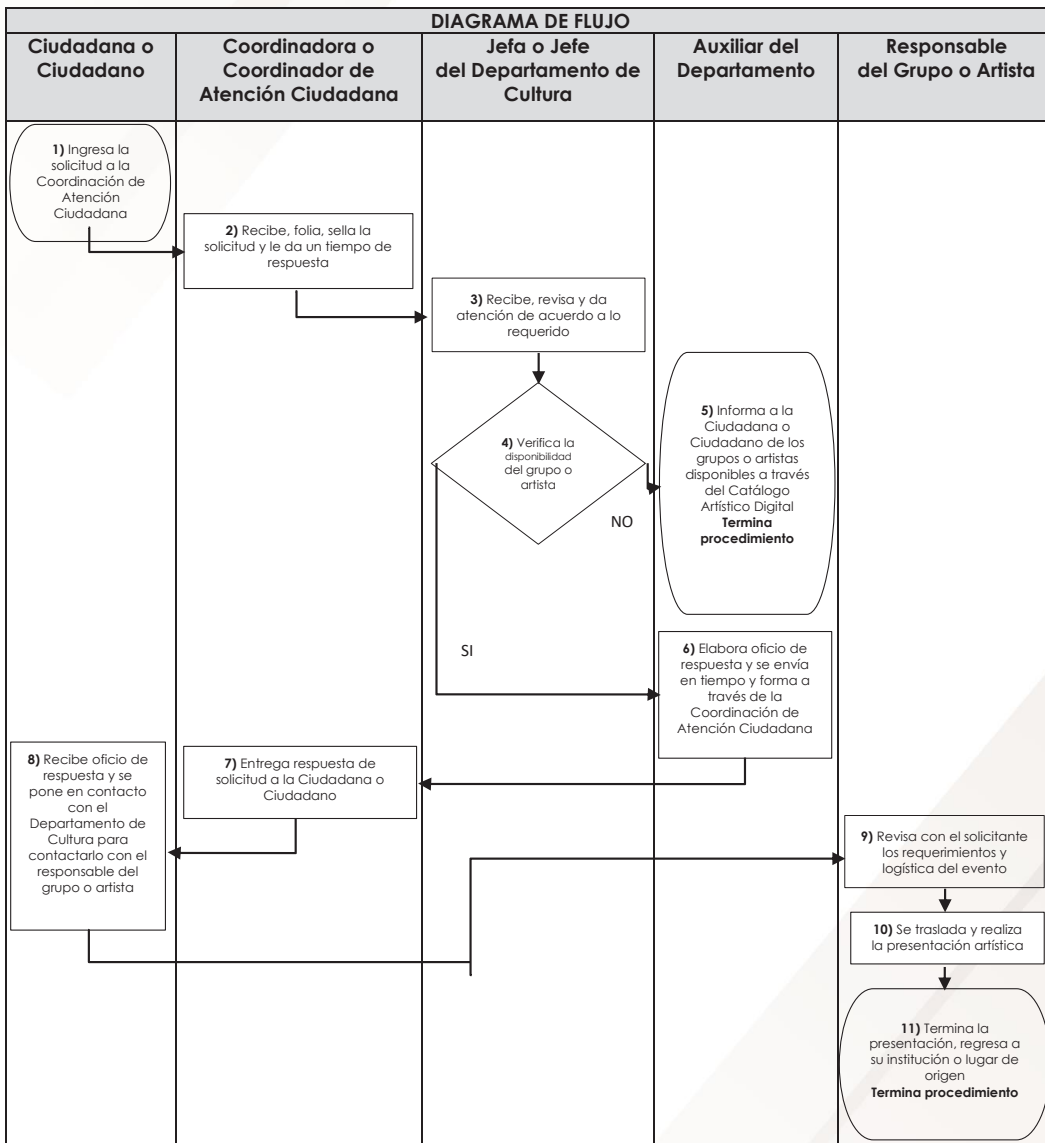 DIAGRAMA DE FLUJO
Ciudadana o
Ciudadano
Coordinadora o
Coordinador de
Atención Ciudadana
Jefa o Jefe
del Departamento de
Cultura
Auxiliar del
Departamento
Responsable
del Grupo o Artista
1) Ingresa la
solicitud a la
Coordinación de
Atención
Ciudadana
2) Recibe, folia, sella la
solicitud y le da un tiempo de
respuesta
3) Recibe, revisa y da
atención de acuerdo a lo
requerido
4) Verifica la
disponibilidad
del grupo o
artista
NO
SI
5) Informa a la
Ciudadana o
Ciudadano de los
grupos o artistas
disponibles a través
del Catálogo
Artístico Digital
Termina
procedimiento
6) Elabora oficio de
respuesta y se envía
en tiempo y forma a
través de la
Coordinación de
Atención Ciudadana
7) Entrega respuesta de
solicitud a la Ciudadana o
Ciudadano
8) Recibe oficio de
respuesta y se
pone en contacto
con el
Departamento de
Cultura para
contactarlo con el
responsable del
grupo o artista
9) Revisa con el solicitante
los requerimientos y
logística del evento
10) Se traslada y realiza
la presentación artística
11) Termina la
presentación, regresa a
su institución o lugar de
origen
Termina procedimiento